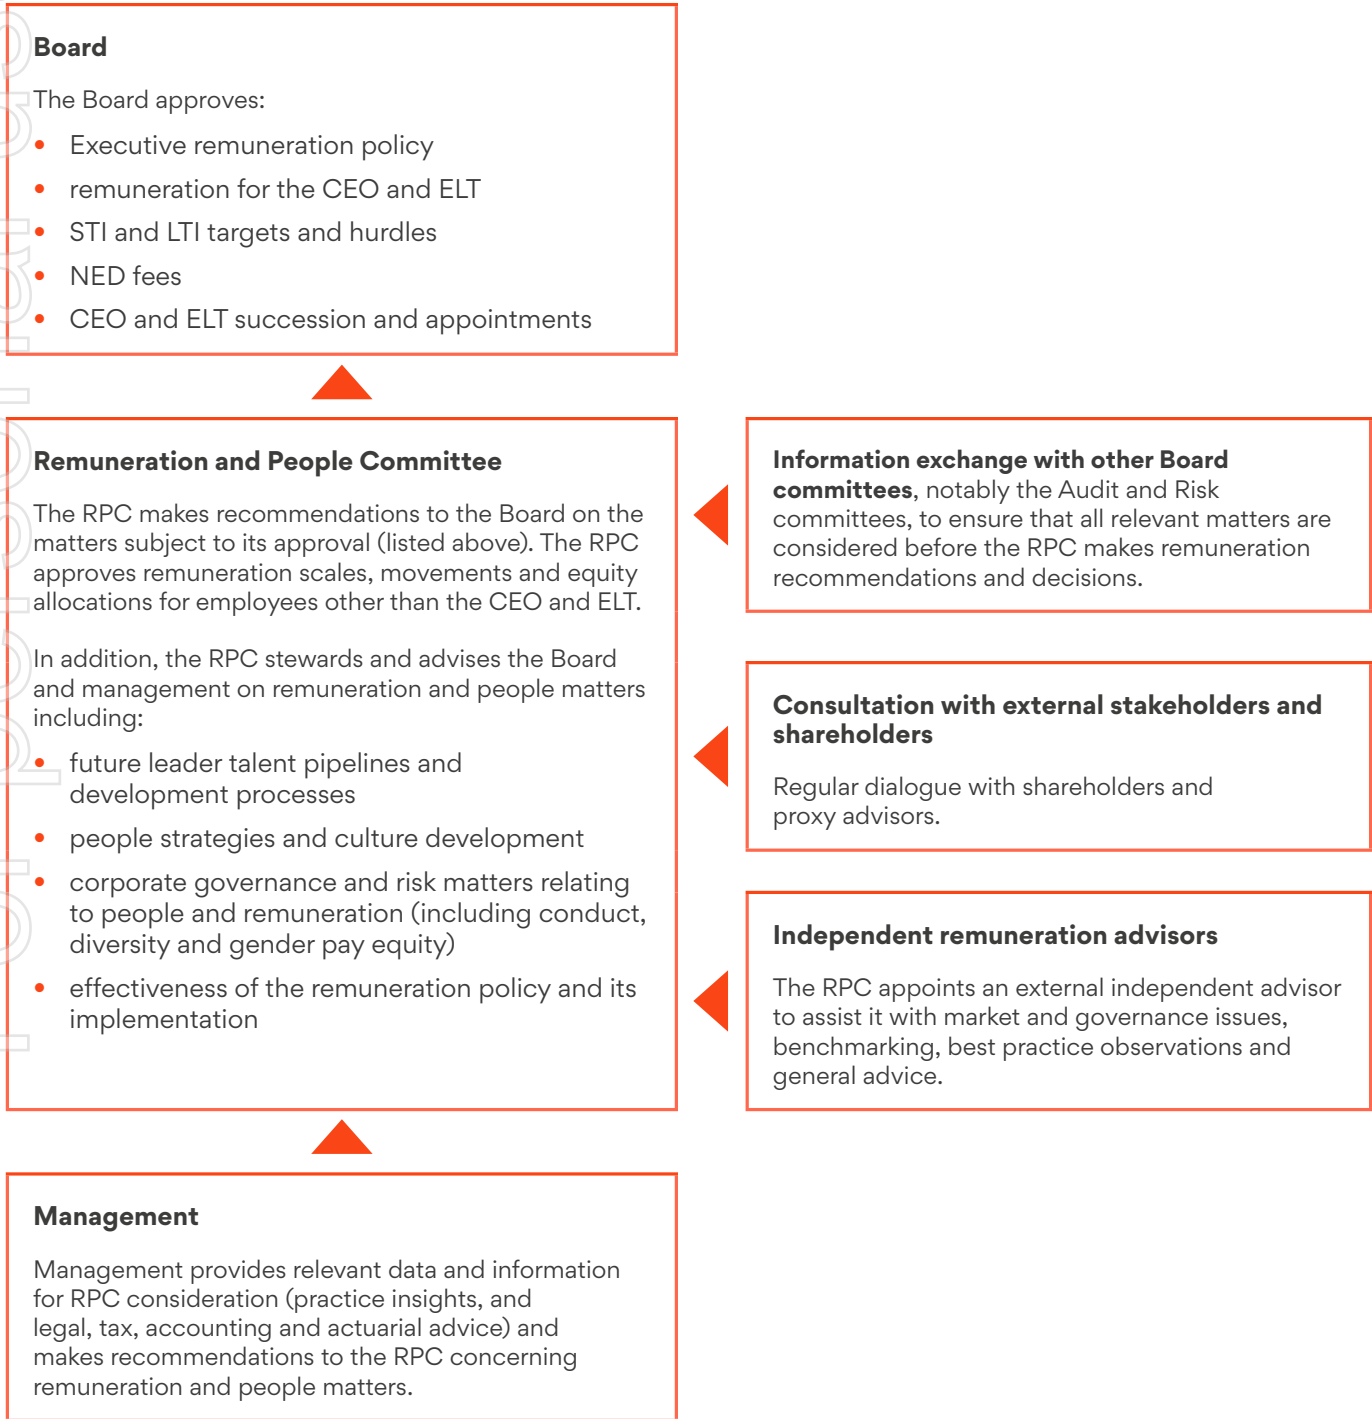 Board
The Board approves:
• Executive remuneration policy
• remuneration for the CEO and ELT
• STI and LTI targets and hurdles
• NED fees
• CEO and ELT succession and appointments
Remuneration and People Committee
The RPC makes recommendations to the Board on the
matters subject to its approval (listed above). The RPC
approves remuneration scales, movements and equity
allocations for employees other than the CEO and ELT.
In addition, the RPC stewards and advises the Board
and management on remuneration and people matters
including:
• future leader talent pipelines and
development processes
• people strategies and culture development
• corporate governance and risk matters relating
to people and remuneration (including conduct,
diversity and gender pay equity)
• effectiveness of the remuneration policy and its
implementation
Information exchange with other Board
committees, notably the Audit and Risk
committees, to ensure that all relevant matters are
considered before the RPC makes remuneration
recommendations and decisions.
Consultation with external stakeholders and
shareholders
Regular dialogue with shareholders and
proxy advisors.
Independent remuneration advisors
The RPC appoints an external independent advisor
to assist it with market and governance issues,
benchmarking, best practice observations and
general advice.
Management
Management provides relevant data and information
for RPC consideration (practice insights, and
legal, tax, accounting and actuarial advice) and
makes recommendations to the RPC concerning
remuneration and people matters.